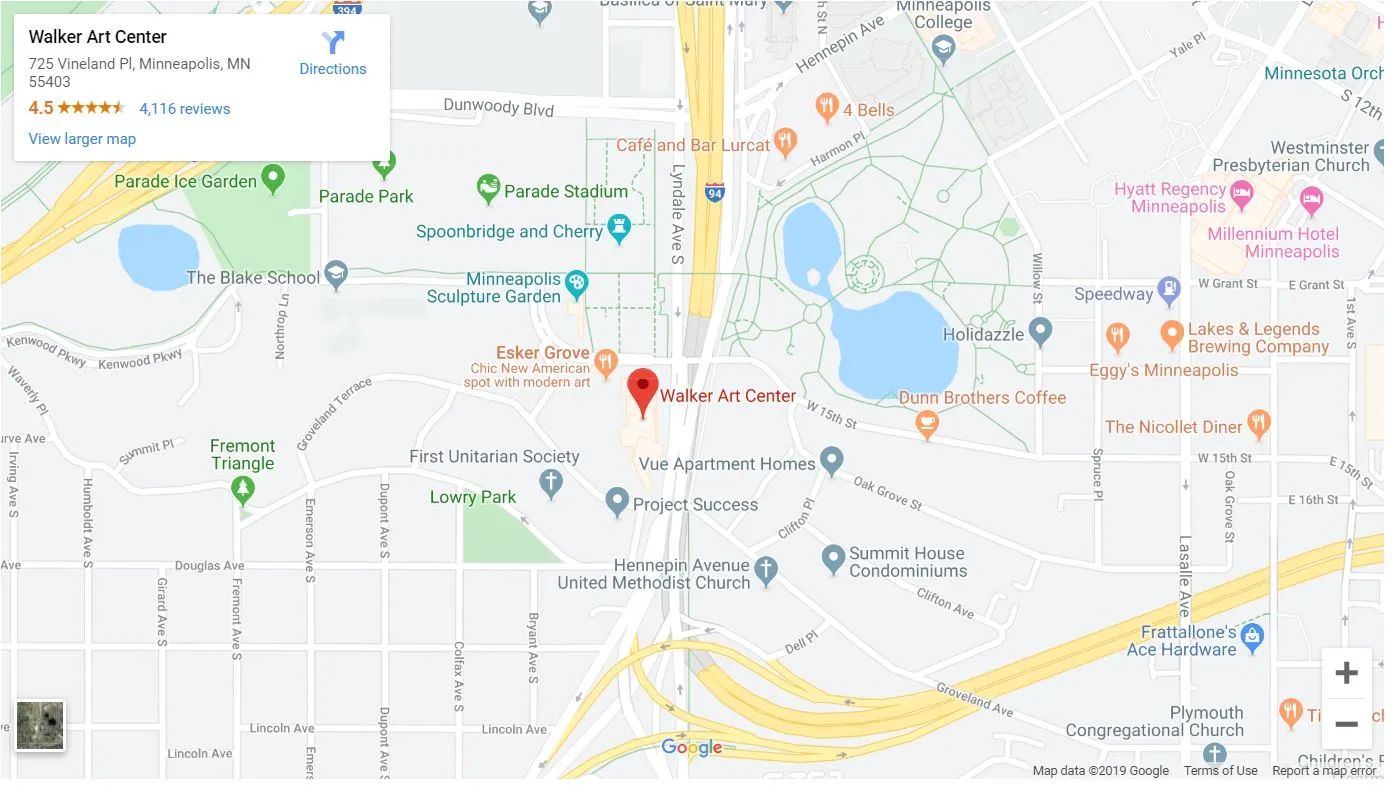 Walker Art Center
725 Vineland Pl, Minneapolis, MN
55403
4.5
4,116 reviews
View larger map
Directions
394
Basilica of Saint Mary
Minneapolis
College
Hennepin Ave
Yale Pl
Minnesota Orch
S 12th
Dunwoody Blvd
4 Bells
Café and Bar Lurcat
Harmon Pl
Westminster
Presbyterian Church
Parade Ice Garden
Parade Park
Parade Stadium
94
Lyndale Ave S
Hyatt Regency
Minneapolis
Millennium Hotel
Minneapolis
Spoonbridge and Cherry
The Blake School
Minneapolis
Sculpture Garden
Willow St
W Grant St
E Grant St
Speedway
1st Ave S
Northrop Ln
Holidazzle
Lakes & Legends
Brewing Company
Eggy's Minneapolis
Kenwood Pkwy
Kenwood Pkwy
Esker Grove
Chic New American
spot with modern art
Walker Art Center
Waverly Pl
Groveland Terrace
W 15th St
Dunn Brothers Coffee
The Nicollet Diner
Summit Pl
Fremont
Triangle
First Unitarian Society
Vue Apartment Homes
W 15th St
E 15th St
Irving Ave S
Humboldt Ave S
Dupont Ave S
Emerson Ave S
Lowry Park
Project Success
Clifton Pl
Oak Grove St
Spruce Pl
Oak Grove St
E 16th St
Lasalle Ave
Ave
Douglas Ave
Hennepin Avenue
United Methodist Church
Summit House
Condominiums
Clifton Ave
Girard Ave S
Fremont Ave S
Colfax Ave S
Bryant Ave S
Dell Pl
Frattallone's
Ace Hardware
Groveland Ave
Dupont Ave S
Lincoln Ave
Lincoln Ave
Lincoln Ave
Plymouth
Congregational Church
Google
Map data ©2019 Google
Terms of Use
Report a map error